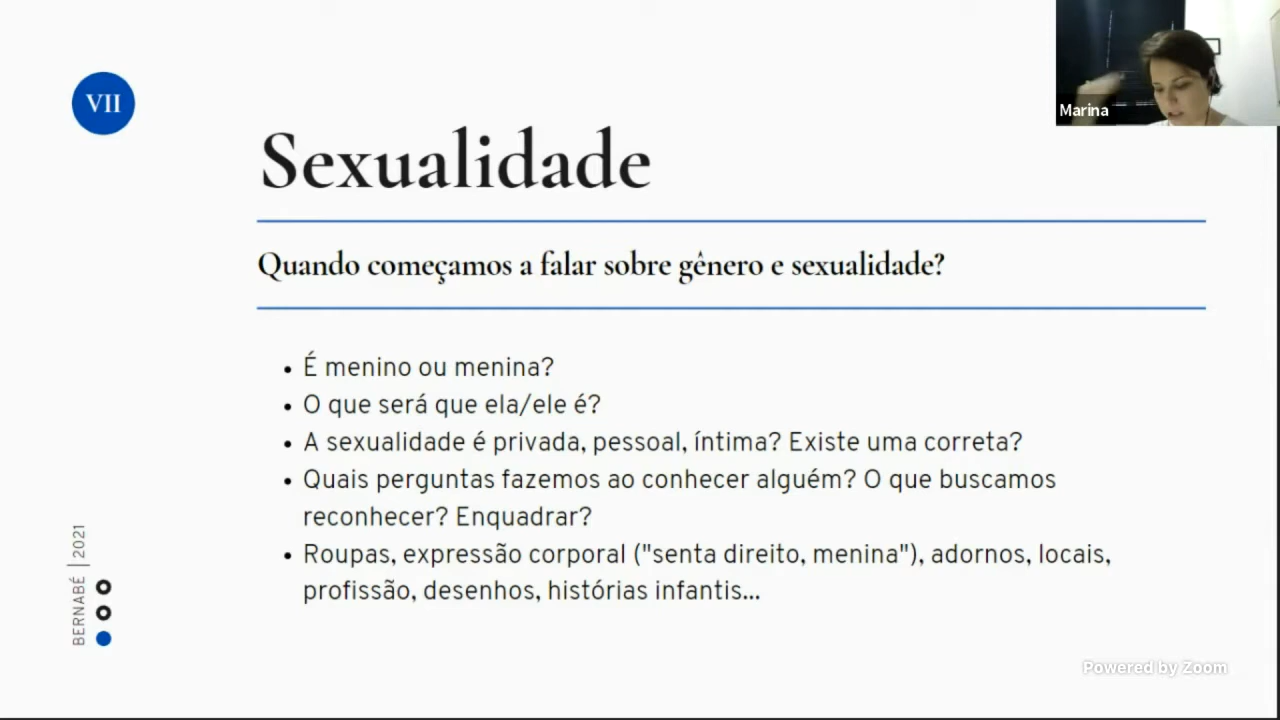 VII
Marina
Sexualidade
Quando começamos a falar sobre gênero e sexualidade?
• É menino ou menina?
• O que será que ela/ele é?
• A sexualidade é privada, pessoal, íntima? Existe uma correta?
• Quais perguntas fazemos ao conhecer alguém? O que buscamos
reconhecer? Enquadrar?
• Roupas, expressão corporal ("senta direito, menina"), adornos, locais,
profissão, desenhos, histórias infantis...
BERNABÉ | 2021
Powered by Zoom